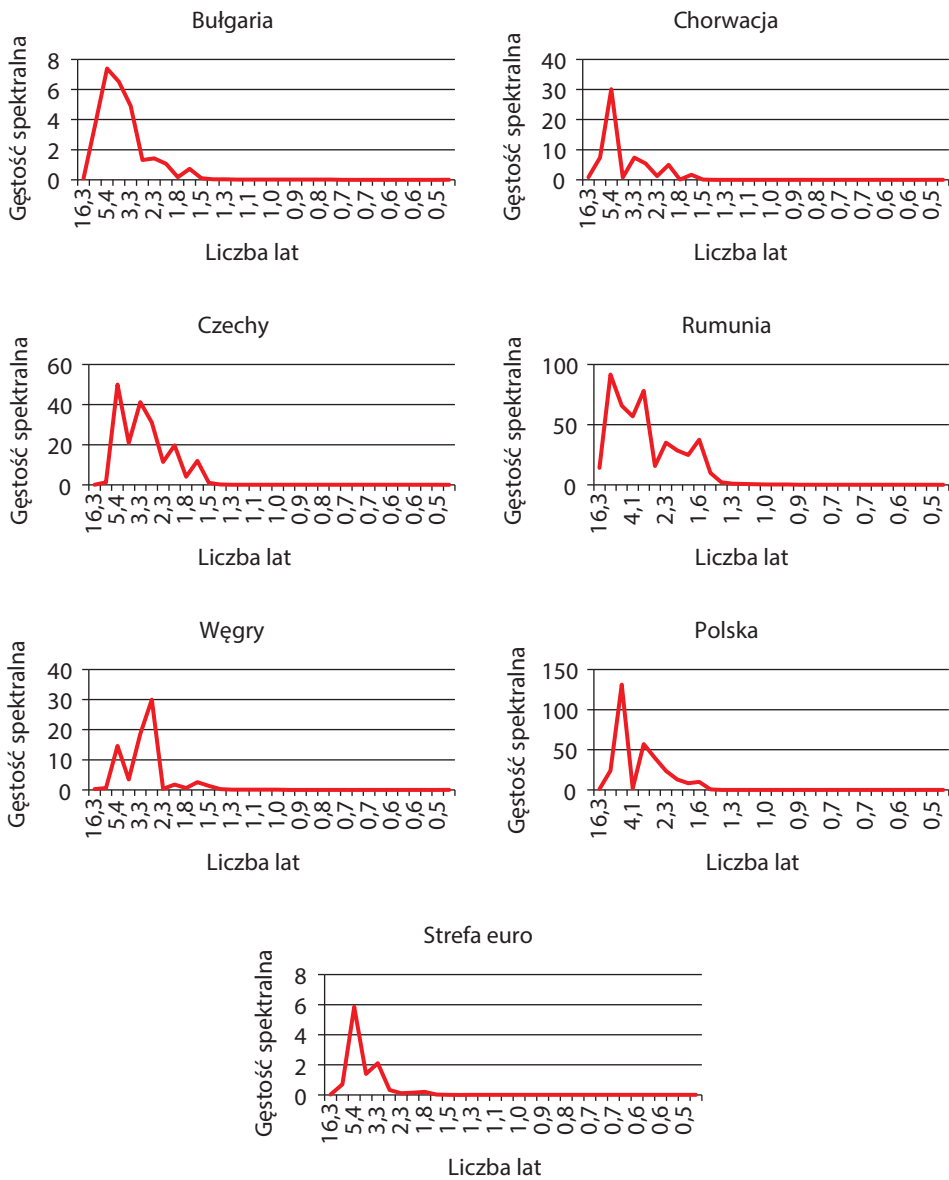 Bułgaria
Gęstość spektralna
8
6
4
2
0
16,3 5,4 3,3 2,3 1,8 1,5 1,3 1,1 1,0 0,9 0,8 0,7 0,7 0,6 0,6 0,5
Liczba lat
Chorwacja
Gęstość spektralna
40
30
20
10
0
16,3 5,4 3,3 2,3 1,8 1,5 1,3 1,1 1,0 0,9 0,8 0,7 0,7 0,6 0,6 0,5
Liczba lat
Czechy
Gęstość spektralna
60
40
20
0
16,3 5,4 3,3 2,3 1,8 1,5 1,3 1,1 1,0 0,9 0,8 0,7 0,7 0,6 0,6 0,5
Liczba lat
Rumunia
Gęstość spektralna
100
50
0
16,3 4,1 2,3 1,6 1,3 1,0 0,9 0,7 0,7 0,6 0,5
Liczba lat
Węgry
Gęstość spektralna
40
30
20
10
0
16,3 5,4 3,3 2,3 1,8 1,5 1,3 1,1 1,0 0,9 0,8 0,7 0,7 0,6 0,6 0,5
Liczba lat
Polska
Gęstość spektralna
150
100
50
0
16,3 4,1 2,3 1,6 1,3 1,0 0,9 0,7 0,7 0,6 0,5
Liczba lat
Strefa euro
Gęstość spektralna
8
6
4
2
0
16,3 5,4 3,3 2,3 1,8 1,5 1,3 1,1 1,0 0,9 0,8 0,7 0,7 0,6 0,6 0,5
Liczba lat